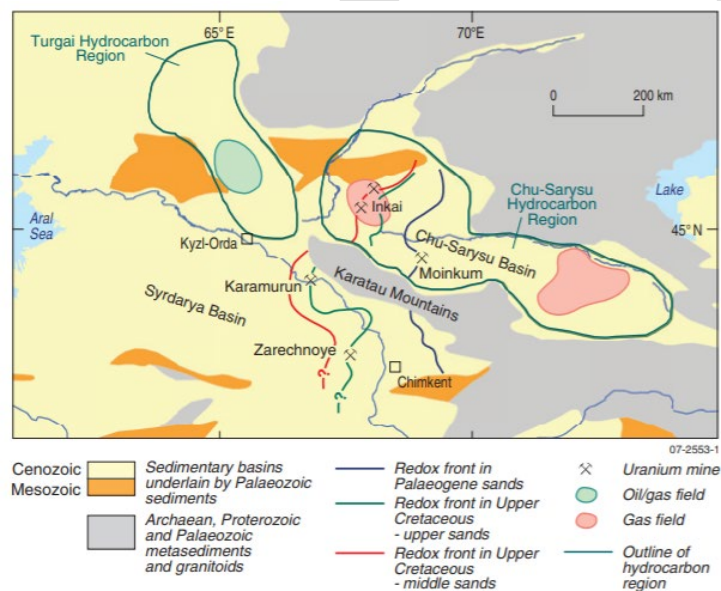 65° E
70° E
Turgai Hydrocarbon
Region
0
200 km
Chu-Sarysu
Hydrocarbon
Region
Lake
Inkai
Aral
Sea
Kyzl-Orda
45° N
Chu-Sarysu Basin
Moinkum
Karamurun
Karatau Mountains
Syrdarya Basin
Zarechnoye
Chimkent
-?-
-?-
07-2553-1
Cenozoic
Mesozoic
Sedimentary basins
underlain by Palaeozoic
sediments
Archaean, Proterozoic
and Palaeozoic
metasediments
and granitoids
Redox front in
Palaeogene sands
Redox front in Upper
Cretaceous
- upper sands
Redox front in Upper
Cretaceous
- middle sands
Uranium mine
Oil/gas field
Gas field
Outline of
hydrocarbon
region